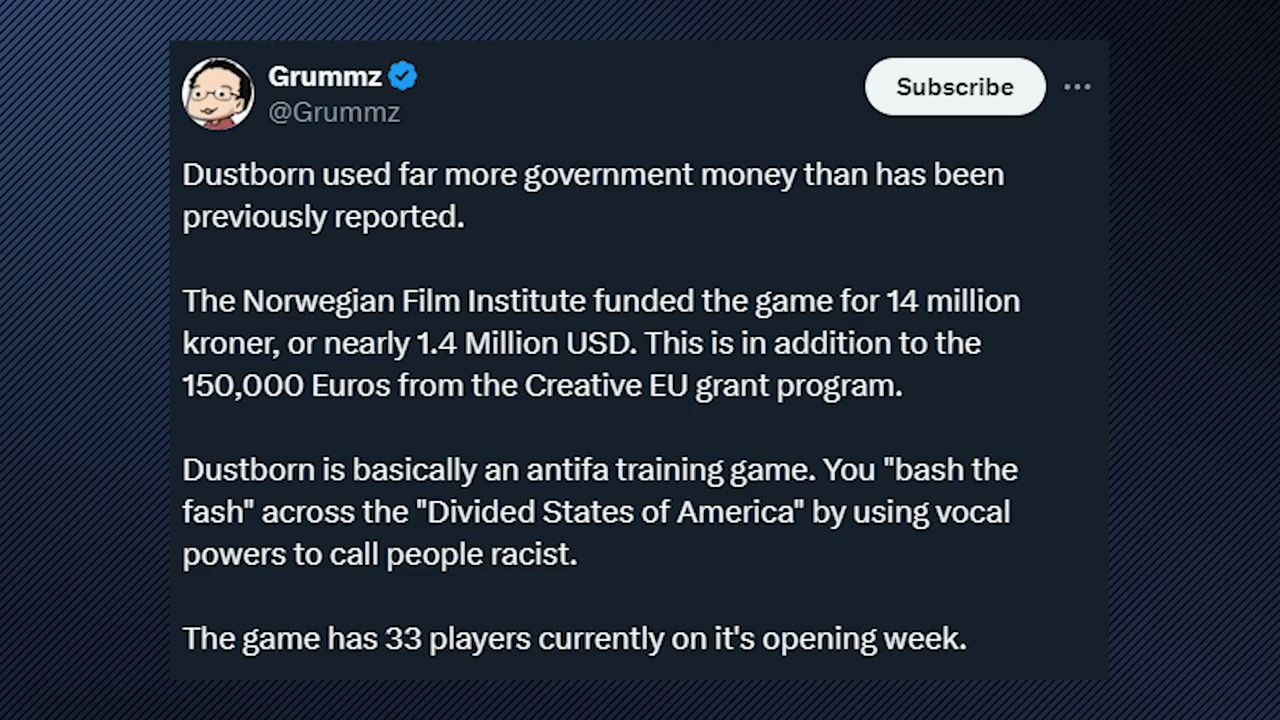 Grummz
@Grummz
Subscribe
Dustborn used far more government money than has been
previously reported.
The Norwegian Film Institute funded the game for 14 million
kroner, or nearly 1.4 Million USD. This is in addition to the
150,000 Euros from the Creative EU grant program.
Dustborn is basically an antifa training game. You "bash the
fash" across the "Divided States of America" by using vocal
powers to call people racist.
The game has 33 players currently on it's opening week.